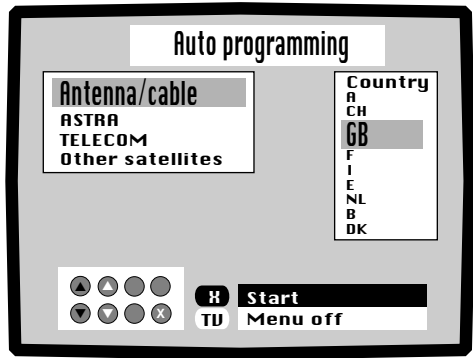 Auto programming
Antenna/cable
ASTRA
TELECOM
Other satellites
Country
A
CH
GB
F
I
E
NL
B
DK
X
X Start
TV Menu off